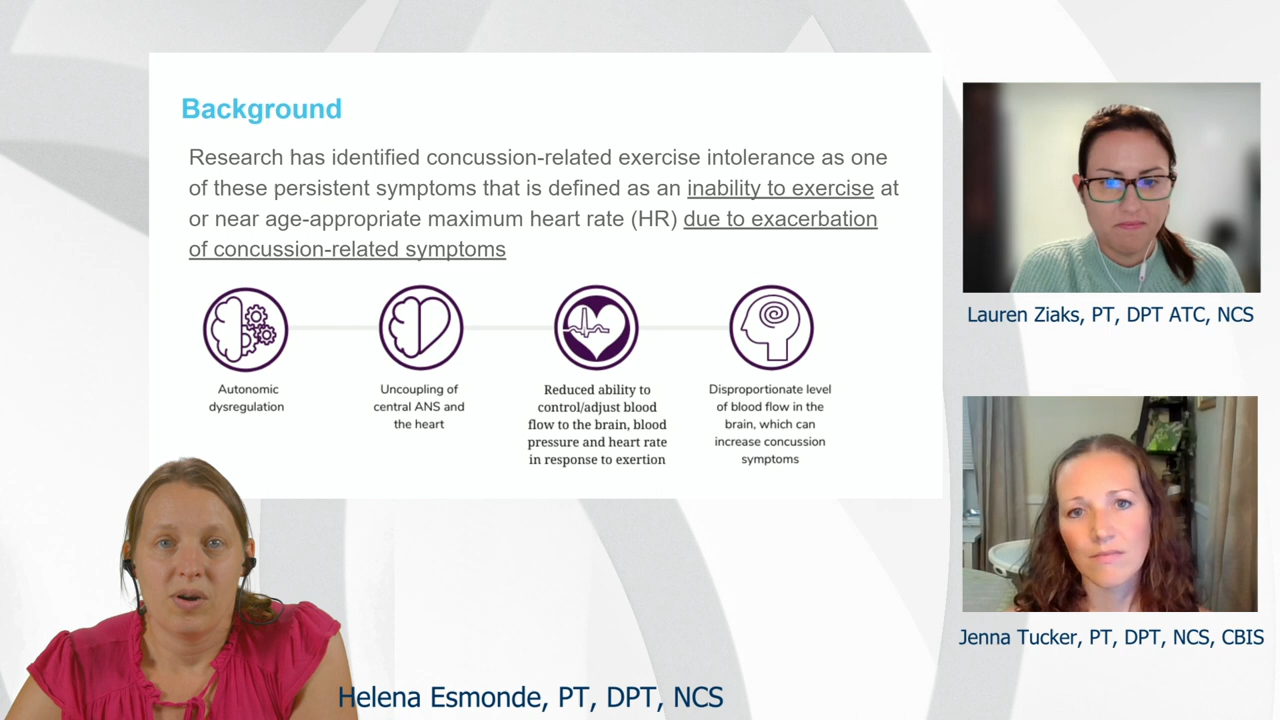 Background
Research has identified concussion-related exercise intolerance as one
of these persistent symptoms that is defined as an inability to exercise at
or near age-appropriate maximum heart rate (HR) due to exacerbation
of concussion-related symptoms
Autonomic
dysregulation
Uncoupling of
central ANS and
the heart
Reduced ability to
control/adjust blood
flow to the brain, blood
pressure and heart rate
in response to exertion
Disproportionate level
of blood flow in the
brain, which can
increase concussion
symptoms
Lauren Ziaks, PT, DPT ATC, NCS
Jenna Tucker, PT, DPT, NCS, CBIS
Helena Esmonde, PT, DPT, NCS